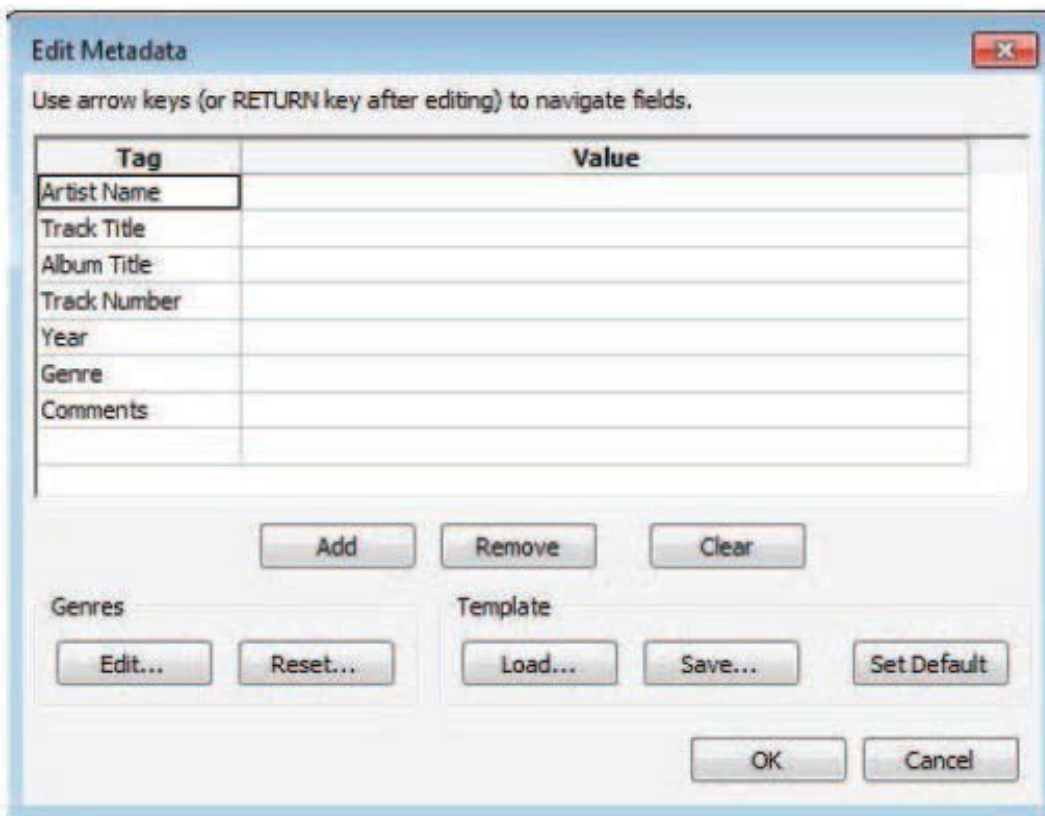 Edit Metadata
Use arrow keys (or RETURN key after editing) to navigate fields.
Tag Value
Artist Name
Track Title
Album Title
Track Number
Year
Genre
Comments
Add Remove Clear
Genres Template
Edit... Reset... Load... Save... Set Default
OK Cancel